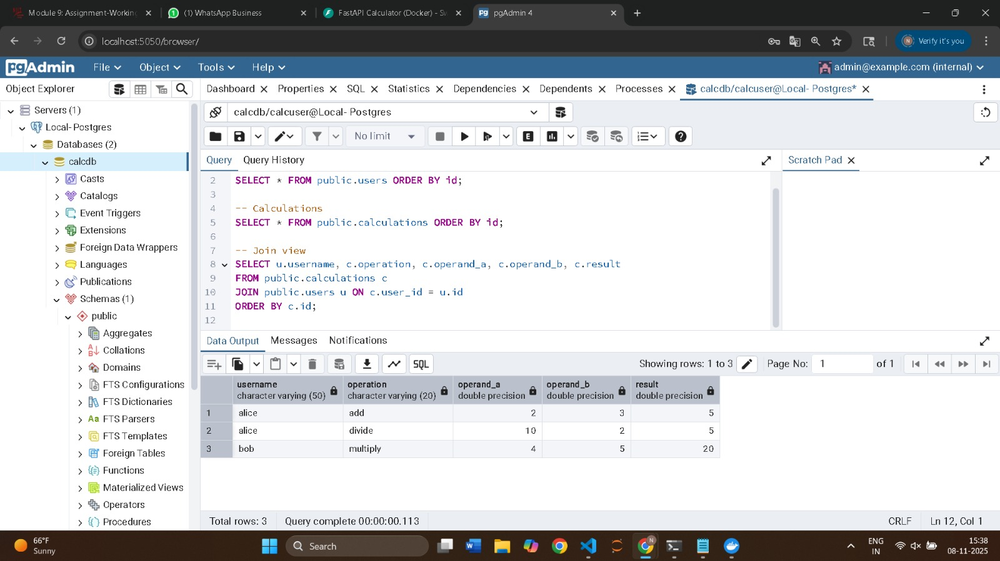 Module 9: Assignment-Working
(1) WhatsApp Business
FastAPI Calculator (Docker) - Sw
pgAdmin 4
localhost:5050/browser/
Verify it's you
pgAdmin
File
Object
Tools
Help
admin@example.com (internal)
Object Explorer
Dashboard
Properties
SQL
Statistics
Dependencies
Dependents
Processes
calcdb/calcuser@Local- Postgres*
Servers (1)
Local- Postgres
Databases (2)
calcdb
Casts
Catalogs
Event Triggers
Extensions
Foreign Data Wrappers
Languages
Publications
Schemas (1)
public
Aggregates
Collations
Domains
FTS Configurations
FTS Dictionaries
Aa FTS Parsers
FTS Templates
Foreign Tables
Functions
Materialized Views
Operators
Procedures
calcdb/calcuser@Local- Postgres
No limit
E
Query
Query History
Scratch Pad
2 SELECT * FROM public.users ORDER BY id;
3
4 -- Calculations
5 SELECT * FROM public.calculations ORDER BY id;
6
7 -- Join view
8 SELECT u.username, c.operation, c.operand_a, c.operand_b, c.result
9 FROM public.calculations c
10 JOIN public.users u ON c.user_id = u.id
11 ORDER BY c.id;
12
Data Output
Messages
Notifications
SQL
Showing rows: 1 to 3
Page No: 1 of 1
username operation operand_a operand_b result
character varying (50) character varying (20) double precision double precision double precision
1 alice add 2 3 5
2 alice divide 10 2 5
3 bob multiply 4 5 20
Total rows: 3
Query complete 00:00:00.113
CRLF
Ln 12, Col 1
66°F
Sunny
Search
ENG
IN
15:38
08-11-2025